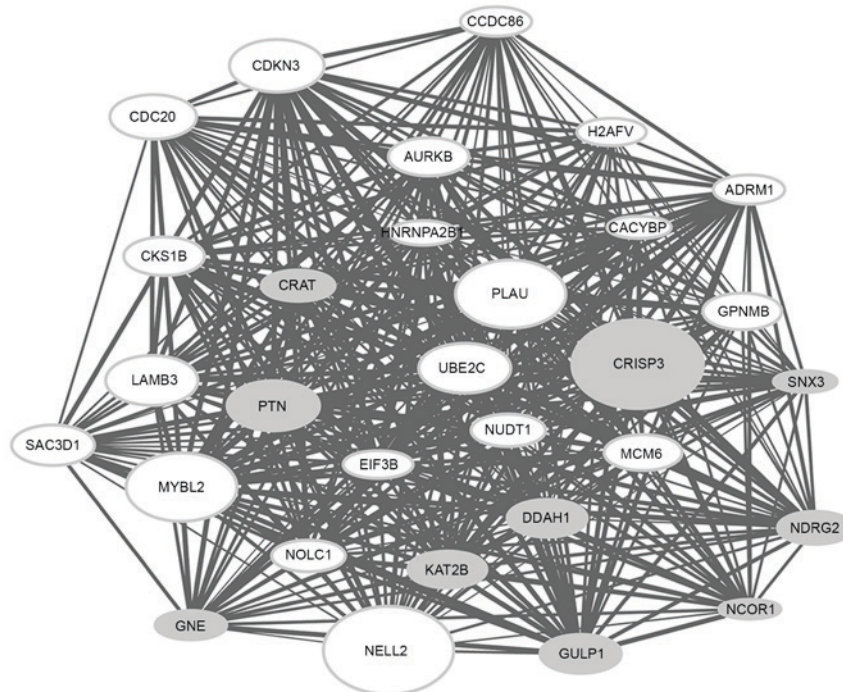 CCDC86
CDKN3
CDC20
H2AFV
AURKB
ADRM1
HNRNPA2B1
CACYBP
CKS1B
CRAT
PLAU
GPNMB
CRISP3
UBE2C
LAMB3
SNX3
PTN
NUDT1
SAC3D1
MCM6
EIF3B
MYBL2
DDAH1
NDRG2
NOLC1
KAT2B
NCOR1
GNE
NELL2
GULP1